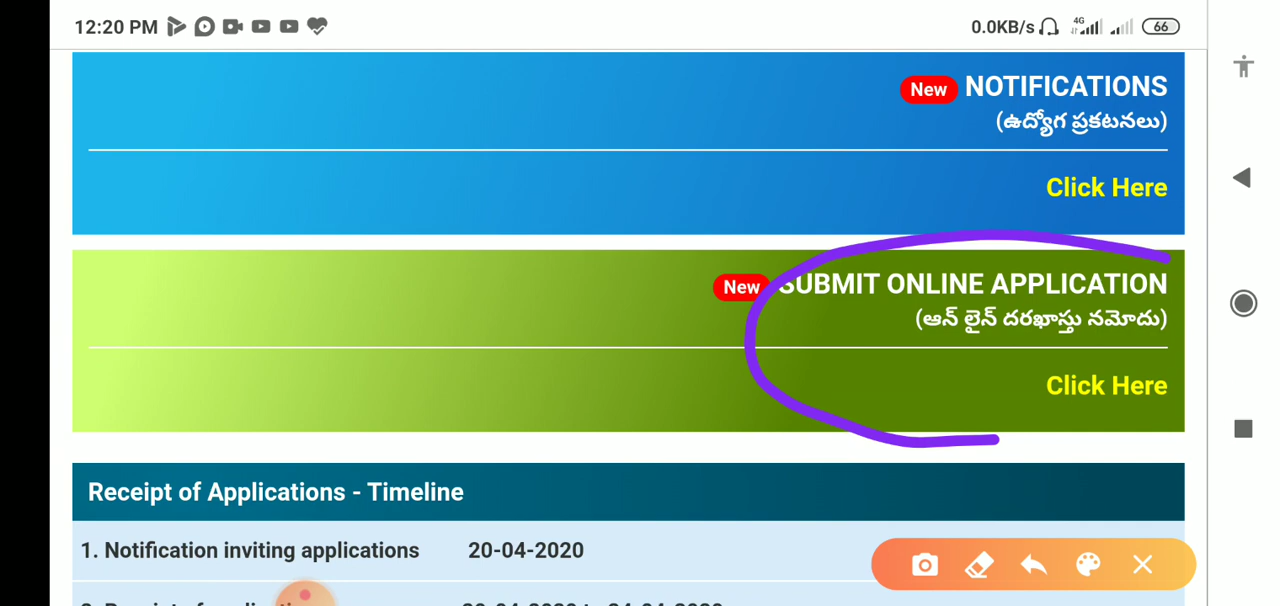 12:20 PM 0.0KB/s 4G 66
New NOTIFICATIONS
(ఉద్యోగ ప్రకటనలు)
Click Here
New SUBMIT ONLINE APPLICATION
(ఆన్ లైన్ దరఖాస్తు నమోదు)
Click Here
Receipt of Applications - Timeline
1. Notification inviting applications 20-04-2020